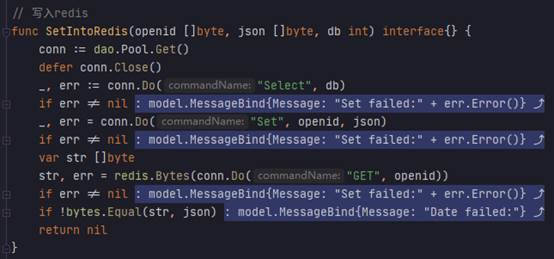 // 写入redis
func SetIntoRedis(openid []byte, json []byte, db int) interface{} {
conn := dao.Pool.Get()
defer conn.Close()
_, err := conn.Do( commandName: "Select", db)
if err ≠ nil : model.MessageBind{Message: "Set failed:" + err.Error()} ⤴
_, err = conn.Do( commandName: "Set", openid, json)
if err ≠ nil : model.MessageBind{Message: "Set failed:" + err.Error()} ⤴
var str []byte
str, err = redis.Bytes(conn.Do( commandName: "GET", openid))
if err ≠ nil : model.MessageBind{Message: "Set failed:" + err.Error()} ⤴
if !bytes.Equal(str, json) : model.MessageBind{Message: "Date failed:"} ⤴
return nil
}